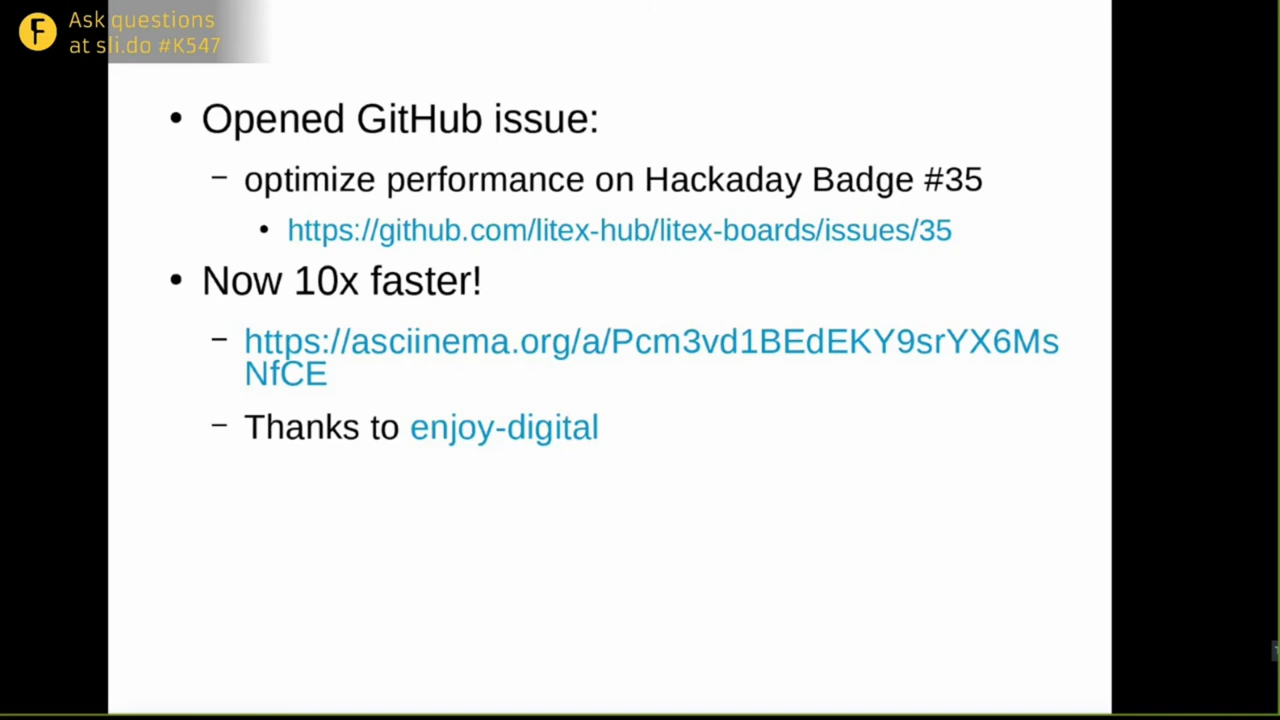 Ask questions
at sli.do #K547
• Opened GitHub issue:
– optimize performance on Hackaday Badge #35
• https://github.com/litex-hub/litex-boards/issues/35
• Now 10x faster!
– https://asciinema.org/a/Pcm3vd1BEdEKY9srYX6Ms
NfCE
– Thanks to enjoy-digital